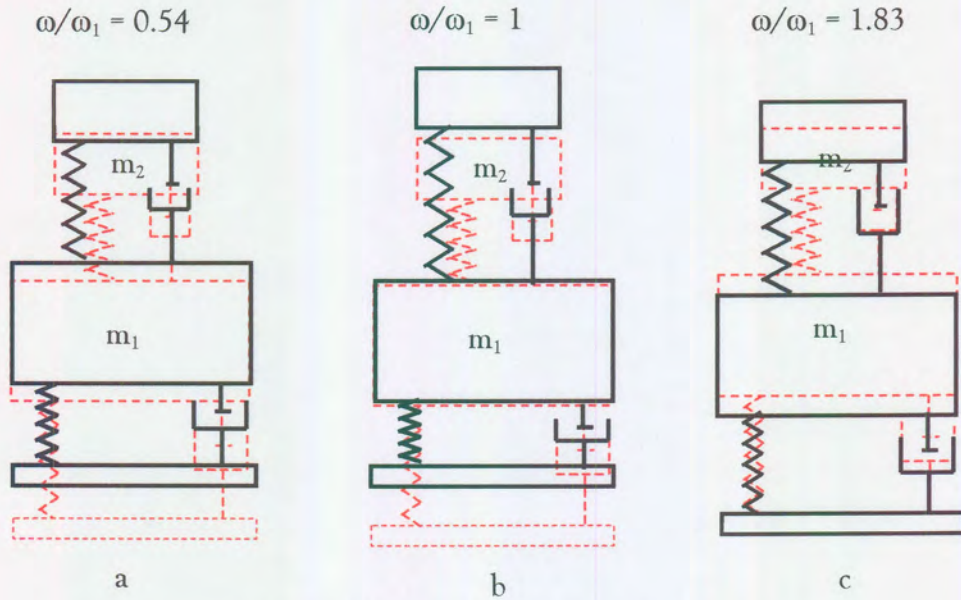 ω/ω₁ = 0.54
ω/ω₁ = 1
ω/ω₁ = 1.83
m₂
m₂
m₂
m₁
m₁
m₁
a
b
c